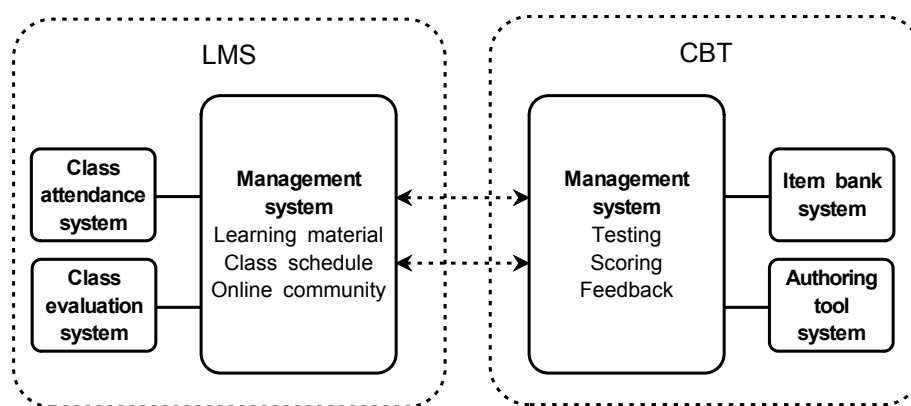 LMS
Class
attendance
system
Class
evaluation
system
Management
system
Learning material
Class schedule
Online community
CBT
Management
system
Testing
Scoring
Feedback
Item bank
system
Authoring
tool
system